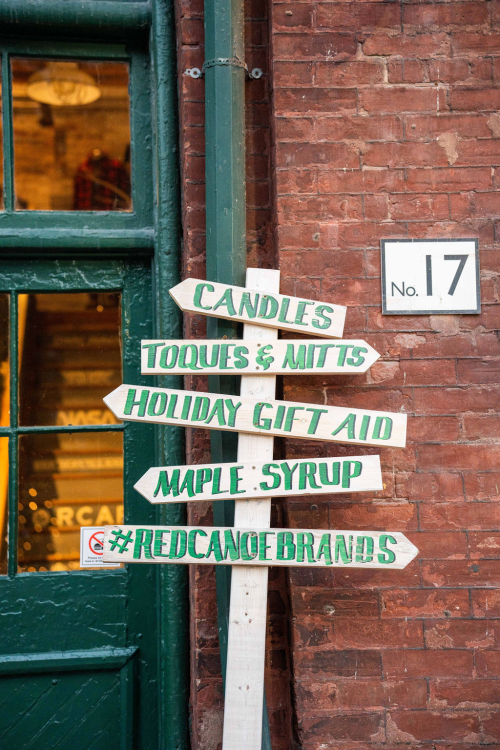 CANDLES
No. 17
TOQUES & MITTS
HOLIDAY GIFT AID
MAPLE SYRUP
#REDCANOEBRANDS